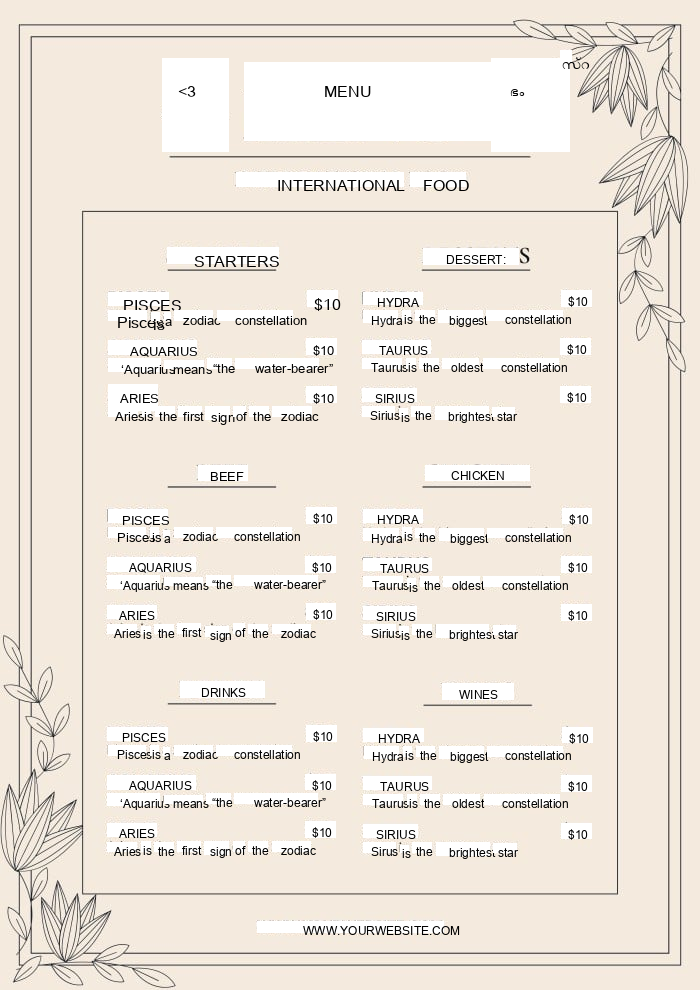 <3 MENU ഭം
സ്റ
INTERNATIONAL FOOD
STARTERS
PISCES $10
Pisces is a zodiac constellation
AQUARIUS $10
‘Aquarius means “the water-bearer”
ARIES $10
Aries is the first sign of the zodiac
DESSERT: S
HYDRA $10
Hydra is the biggest constellation
TAURUS $10
Taurus is the oldest constellation
SIRIUS $10
Sirius is the brightest star
BEEF
PISCES $10
Pisces is a zodiac constellation
AQUARIUS $10
‘Aquarius means “the water-bearer”
ARIES $10
Aries is the first sign of the zodiac
CHICKEN
HYDRA $10
Hydra is the biggest constellation
TAURUS $10
Taurus is the oldest constellation
SIRIUS $10
Sirius is the brightest star
DRINKS
PISCES $10
Pisces is a zodiac constellation
AQUARIUS $10
‘Aquarius means “the water-bearer”
ARIES $10
Aries is the first sign of the zodiac
WINES
HYDRA $10
Hydra is the biggest constellation
TAURUS $10
Taurus is the oldest constellation
SIRIUS $10
Sirus is the brightest star
WWW.YOURWEBSITE.COM